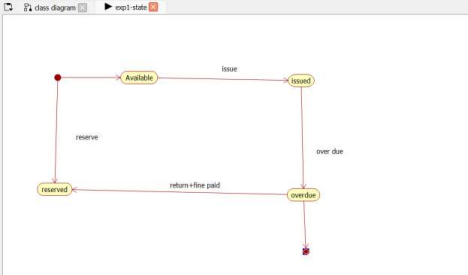 class diagram
exp1-state
issue
Available
issued
reserve
over due
return+fine paid
reserved
overdue